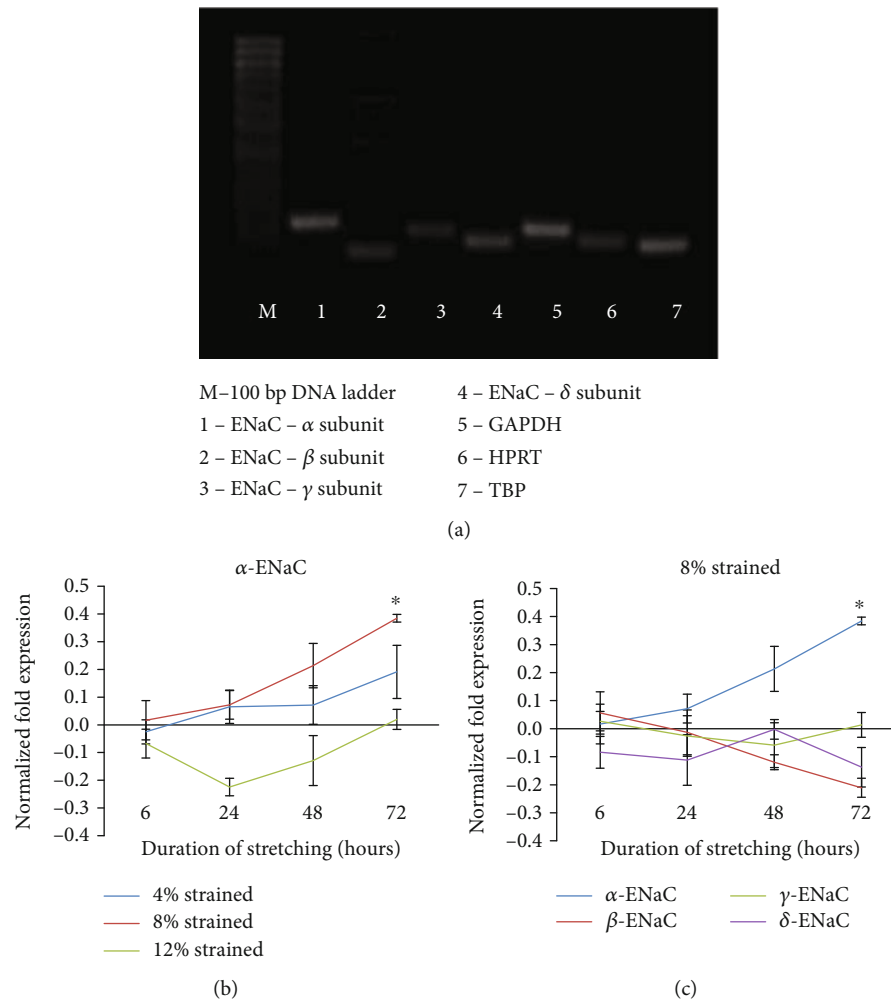 M 1 2 3 4 5 6 7
M–100 bp DNA ladder
1 – ENaC – α subunit
2 – ENaC – β subunit
3 – ENaC – γ subunit
4 – ENaC – δ subunit
5 – GAPDH
6 – HPRT
7 – TBP
(a)
α-ENaC
Normalized fold expression
0.5
0.4
0.3
0.2
0.1
0.0
−0.1
−0.2
−0.3
−0.4
*
6 24 48 72
Duration of stretching (hours)
4% strained
8% strained
12% strained
(b)
8% strained
Normalized fold expression
0.5
0.4
0.3
0.2
0.1
0.0
−0.1
−0.2
−0.3
−0.4
*
6 24 48 72
Duration of stretching (hours)
α-ENaC
β-ENaC
γ-ENaC
δ-ENaC
(c)